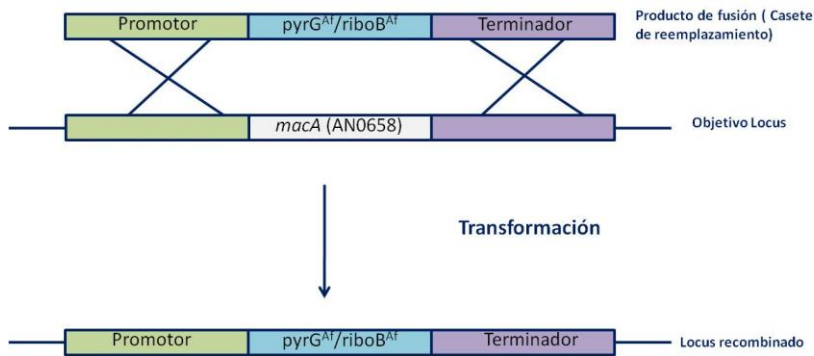 Promotor pyrG^Af/riboB^Af Terminador
Producto de fusión ( Casete
de reemplazamiento)
macA (AN0658)
Objetivo Locus
Transformación
Promotor pyrG^Af/riboB^Af Terminador
Locus recombinado